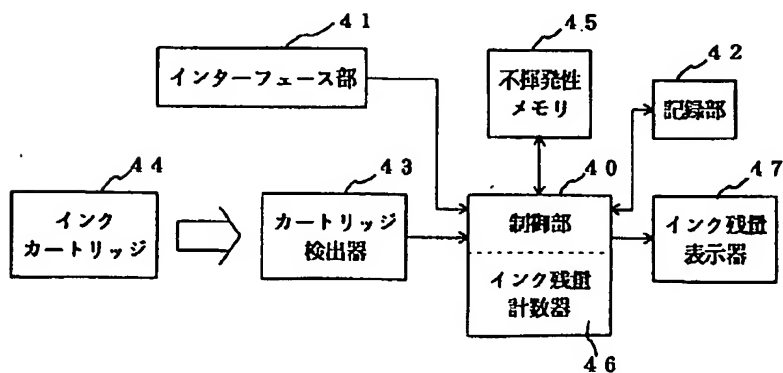 41
インターフェース部
45
不揮発性
メモリ
42
記録部
44
インク
カートリッジ
43
カートリッジ
検出器
40
制御部
インク残量
計数器
46
47
インク残量
表示器